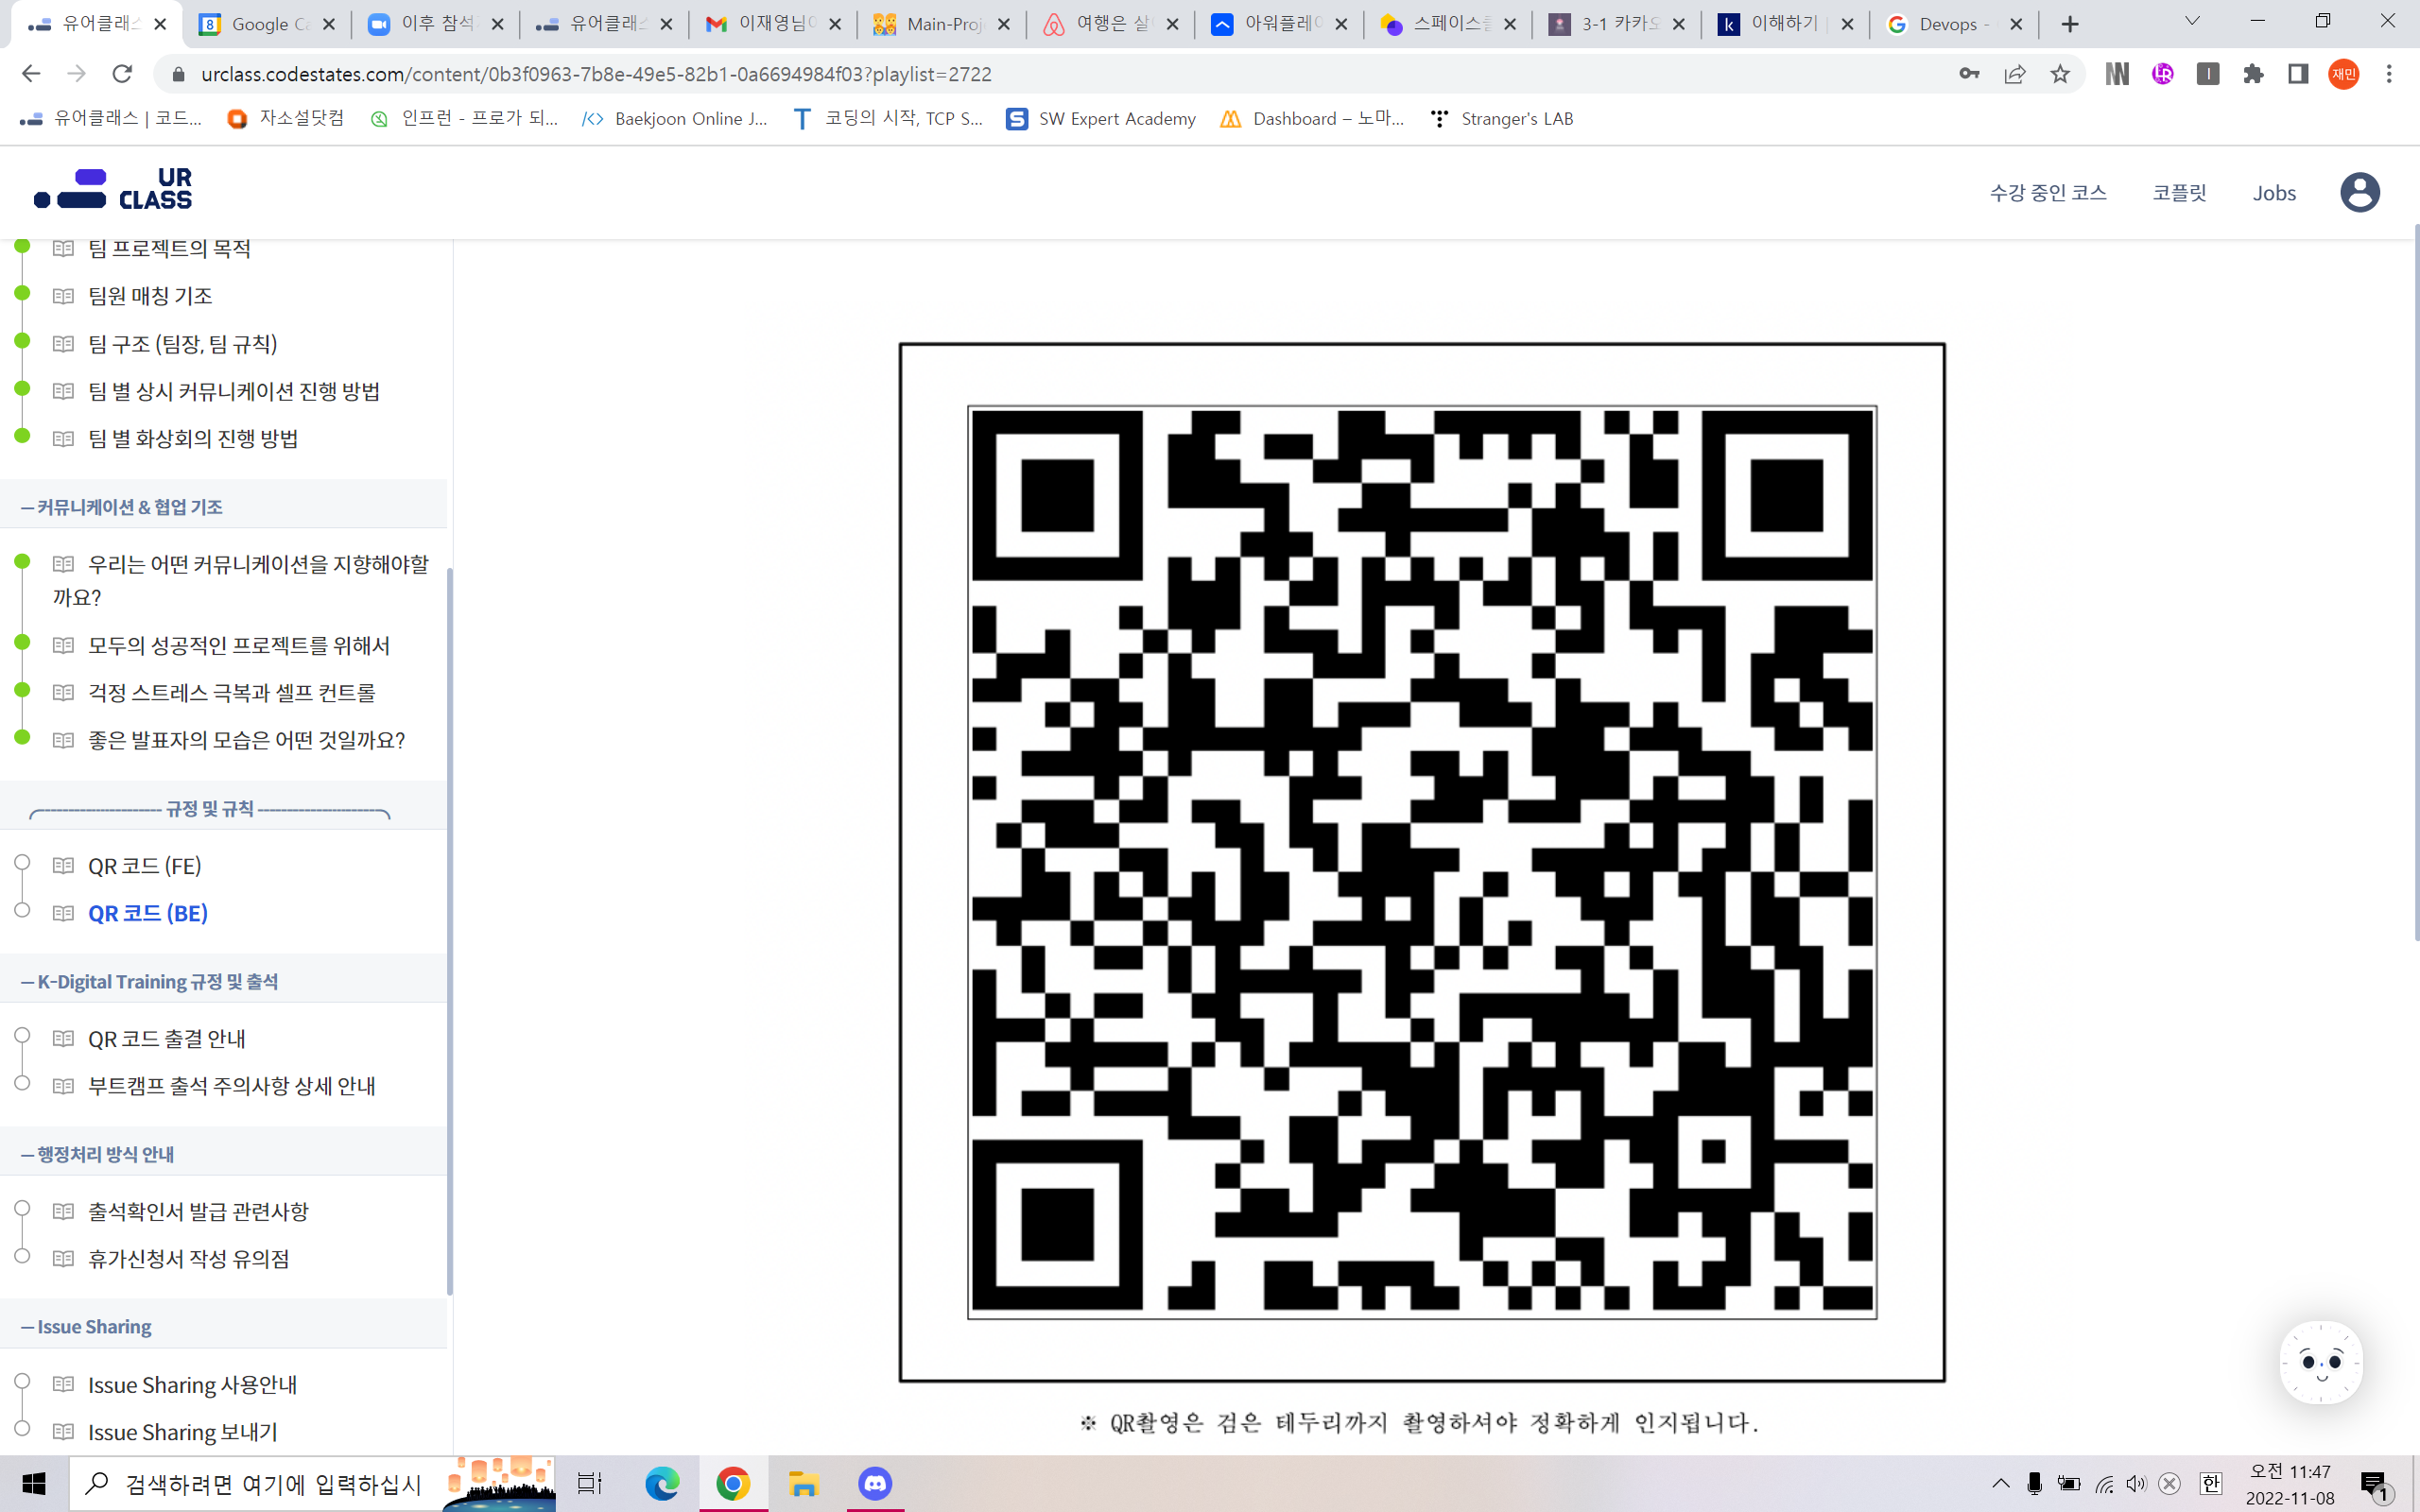 유어클래스
Google Ca
이후 참석
유어클래스
이재영님이
Main-Proj
여행은 살
아워플레이
스페이스클
3-1 카카오
이해하기 |
Devops -
urclass.codestates.com/content/0b3f0963-7b8e-49e5-82b1-0a6694984f03?playlist=2722
재민
유어클래스 | 코드...
자소설닷컴
인프런 - 프로가 되...
Baekjoon Online J...
코딩의 시작, TCP S...
SW Expert Academy
Dashboard – 노마...
Stranger's LAB
UR
CLASS
수강 중인 코스
코플릿
Jobs
팀 프로젝트의 목적
팀원 매칭 기조
팀 구조 (팀장, 팀 규칙)
팀 별 상시 커뮤니케이션 진행 방법
팀 별 화상회의 진행 방법
— 커뮤니케이션 & 협업 기조
우리는 어떤 커뮤니케이션을 지향해야할
까요?
모두의 성공적인 프로젝트를 위해서
걱정 스트레스 극복과 셀프 컨트롤
좋은 발표자의 모습은 어떤 것일까요?
╭---------------------- 규정 및 규칙 ----------------------╮
QR 코드 (FE)
QR 코드 (BE)
— K-Digital Training 규정 및 출석
QR 코드 출결 안내
부트캠프 출석 주의사항 상세 안내
— 행정처리 방식 안내
출석확인서 발급 관련사항
휴가신청서 작성 유의점
— Issue Sharing
Issue Sharing 사용안내
Issue Sharing 보내기
※ QR촬영은 검은 테두리까지 촬영하셔야 정확하게 인지됩니다.
검색하려면 여기에 입력하십시
한
오전 11:47
2022-11-08
1